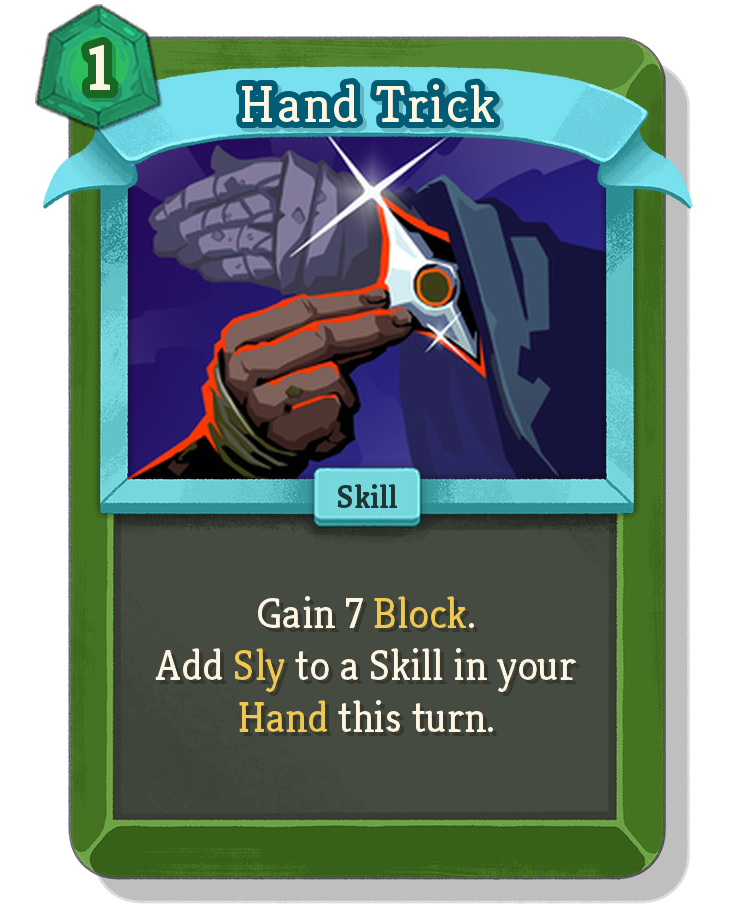 1
Hand Trick
Skill
Gain 7 Block.
Add Sly to a Skill in your
Hand this turn.